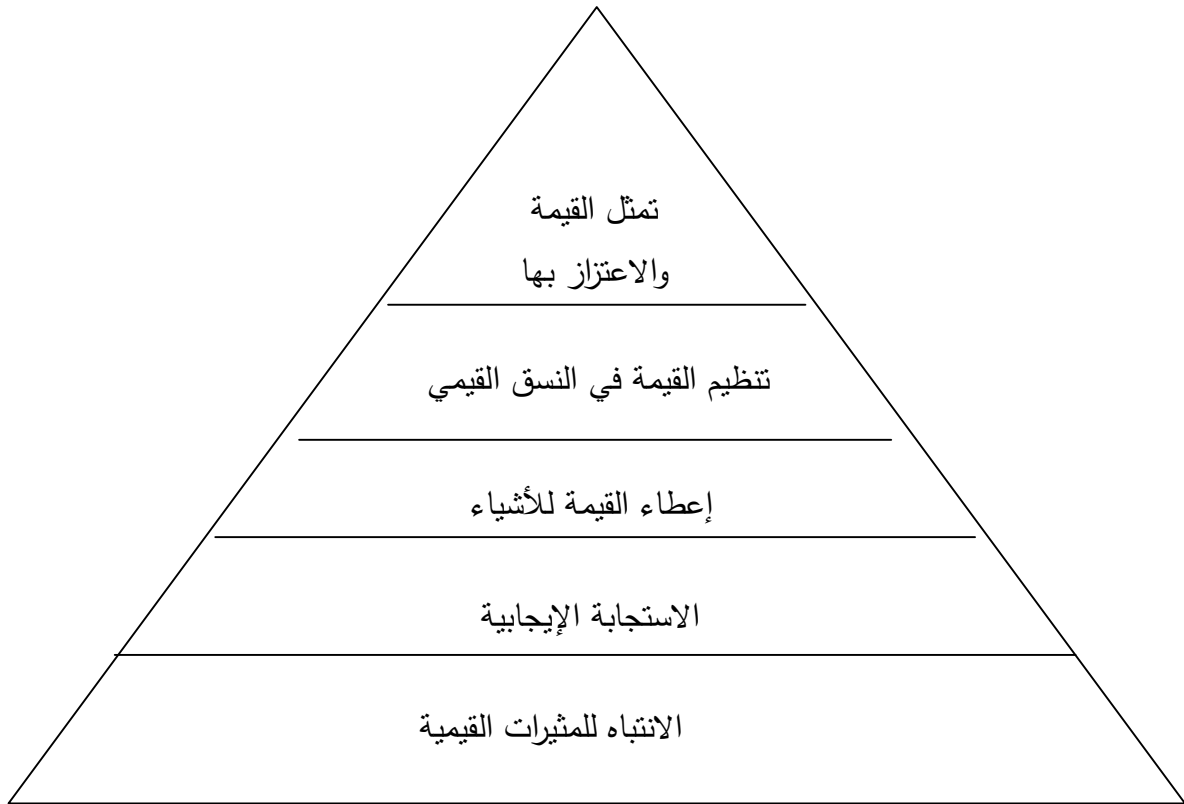 تمثل القيمة
والاعتزاز بها
تنظيم القيمة في النسق القيمي
إعطاء القيمة للأشياء
الاستجابة الإيجابية
الانتباه للمثيرات القيمية